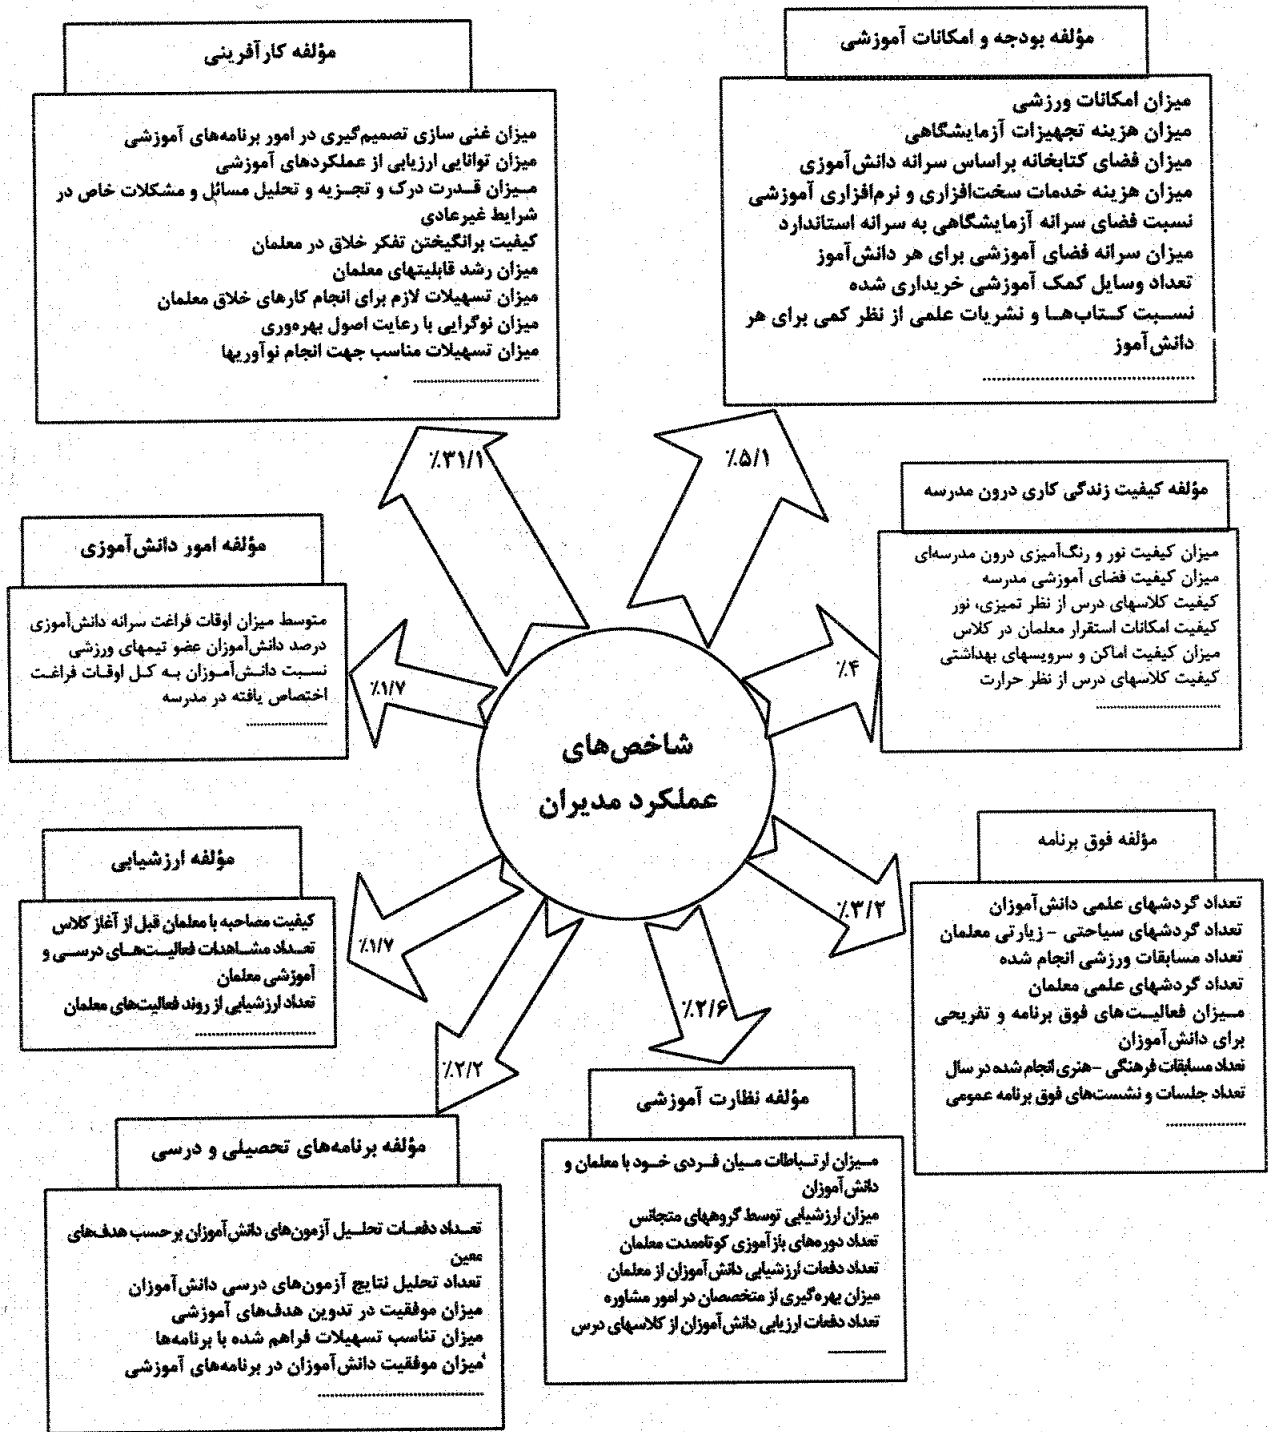 مؤلفه بودجه و امکانات آموزشی
میزان امکانات ورزشی
میزان هزینه تجهیزات آزمایشگاهی
میزان فضای کتابخانه براساس سرانه دانش‌آموزی
میزان هزینه خدمات سخت‌افزاری و نرم‌افزاری آموزشی
نسبت فضای سرانه آزمایشگاهی به سرانه استاندارد
میزان سرانه فضای آموزشی برای هر دانش‌آموز
تعداد وسایل کمک آموزشی خریداری شده
نسبت کتاب‌ها و نشریات علمی از نظر کمی برای هر
دانش‌آموز
................................
مؤلفه کارآفرینی
میزان غنی سازی تصمیم‌گیری در امور برنامه‌های آموزشی
میزان توانایی ارزیابی از عملکردهای آموزشی
میزان قدرت درک و تجزیه و تحلیل مسائل و مشکلات خاص در
شرایط غیرعادی
کیفیت برانگیختن تفکر خلاق در معلمان
میزان رشد قابلیتهای معلمان
میزان تسهیلات لازم برای انجام کارهای خلاق معلمان
میزان نوگرایی با رعایت اصول بهره‌وری
میزان تسهیلات مناسب جهت انجام نوآوریها
................................
٪۵/۱
٪۳۱/۱
مؤلفه کیفیت زندگی کاری درون مدرسه
میزان کیفیت نور و رنگ‌آمیزی درون مدرسه‌ای
میزان کیفیت فضای آموزشی مدرسه
کیفیت کلاسهای درس از نظر تمیزی، نور
کیفیت امکانات استقرار معلمان در کلاس
میزان کیفیت اماکن و سرویسهای بهداشتی
کیفیت کلاسهای درس از نظر حرارت
................................
٪۴
مؤلفه امور دانش‌آموزی
متوسط میزان اوقات فراغت سرانه دانش‌آموزی
درصد دانش‌آموزان عضو تیمهای ورزشی
نسبت دانش‌آموزان به کل اوقات فراغت
اختصاص یافته در مدرسه
......................
٪۱/۷
شاخص‌های
عملکرد مدیران
مؤلفه فوق برنامه
تعداد گردشهای علمی دانش‌آموزان
تعداد گردشهای سیاحتی - زیارتی معلمان
تعداد مسابقات ورزشی انجام شده
تعداد گردشهای علمی معلمان
میزان فعالیت‌های فوق برنامه و تفریحی
برای دانش‌آموزان
تعداد مسابقات فرهنگی -هنری انجام شده در سال
تعداد جلسات و نشست‌های فوق برنامه عمومی
......................
٪۳/۲
مؤلفه ارزشیابی
کیفیت مصاحبه با معلمان قبل از آغاز کلاس
تعداد مشاهدات فعالیت‌های درسی و
آموزشی معلمان
تعداد ارزشیابی از روند فعالیت‌های معلمان
................................
٪۱/۷
٪۲/۶
٪۲/۲
مؤلفه نظارت آموزشی
میزان ارتباطات میان فردی خود با معلمان و
دانش‌آموزان
میزان ارزشیابی توسط گروههای متجانس
تعداد دوره‌های بازآموزی کوتاه‌مدت معلمان
تعداد دفعات ارزشیابی دانش‌آموزان از معلمان
میزان بهره‌گیری از متخصصان در امور مشاوره
تعداد دفعات ارزیابی دانش‌آموزان از کلاسهای درس
................
مؤلفه برنامه‌های تحصیلی و درسی
تعداد دفعات تحلیل آزمون‌های دانش‌آموزان برحسب هدف‌های
معین
تعداد تحلیل نتایج آزمون‌های درسی دانش‌آموزان
میزان موفقیت در تدوین هدف‌های آموزشی
میزان تناسب تسهیلات فراهم شده با برنامه‌ها
میزان موفقیت دانش‌آموزان در برنامه‌های آموزشی
................................